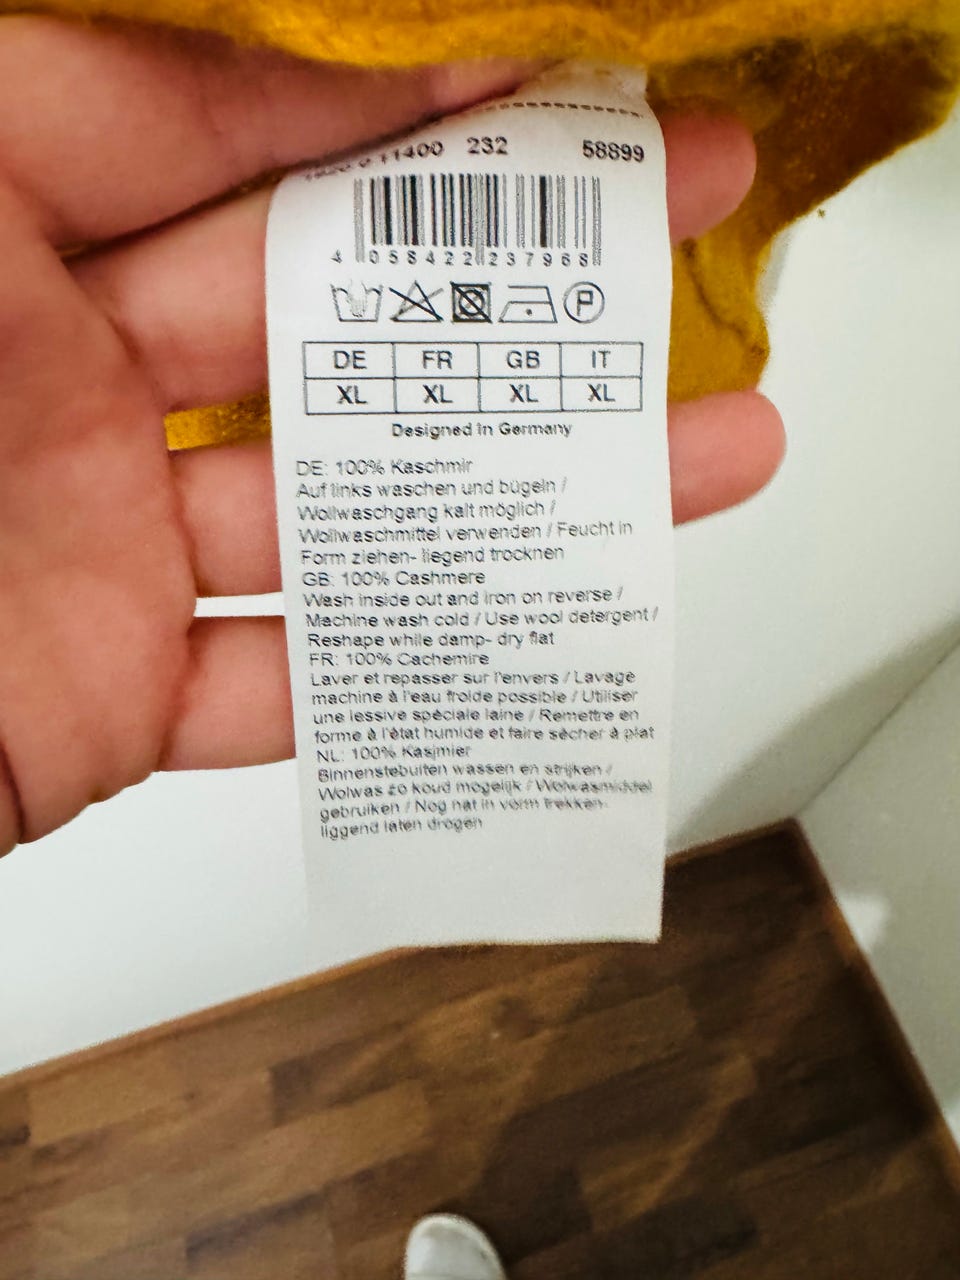 11400 232 58899
4 058422 237968
P
DE FR GB IT
XL XL XL XL
Designed in Germany
DE: 100% Kaschmir
Auf links waschen und bügeln /
Wollwaschgang kalt möglich /
Wollwaschmittel verwenden / Feucht in
Form ziehen- liegend trocknen
GB: 100% Cashmere
Wash inside out and iron on reverse /
Machine wash cold / Use wool detergent /
Reshape while damp- dry flat
FR: 100% Cachemire
Laver et repasser sur l'envers / Lavage
machine à l'eau froide possible / Utiliser
une lessive spéciale laine / Remettre en
forme à l'état humide et faire sécher à plat
NL: 100% Kasjmier
Binnenstebuiten wassen en strijken /
Wolwas zo koud mogelijk / Wolwasmiddel
gebruiken / Nog nat in vorm trekken-
liggend laten drogen